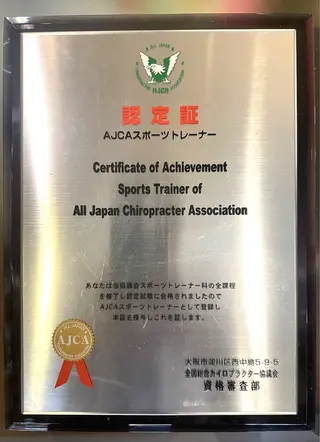 AJCA
認定証
AJCAスポーツトレーナー
Certificate of Achievement
Sports Trainer of
All Japan Chiropracter Association
あなたは当協議会スポーツトレーナー科の全課程
を修了し認定試験に合格されましたので
AJCAスポーツトレーナーとして登録し
本証を授与しこれを証します。
AJCA
大阪市淀川区西中島5-9-5
全国総合カイロプラクター協議会
資格審査部